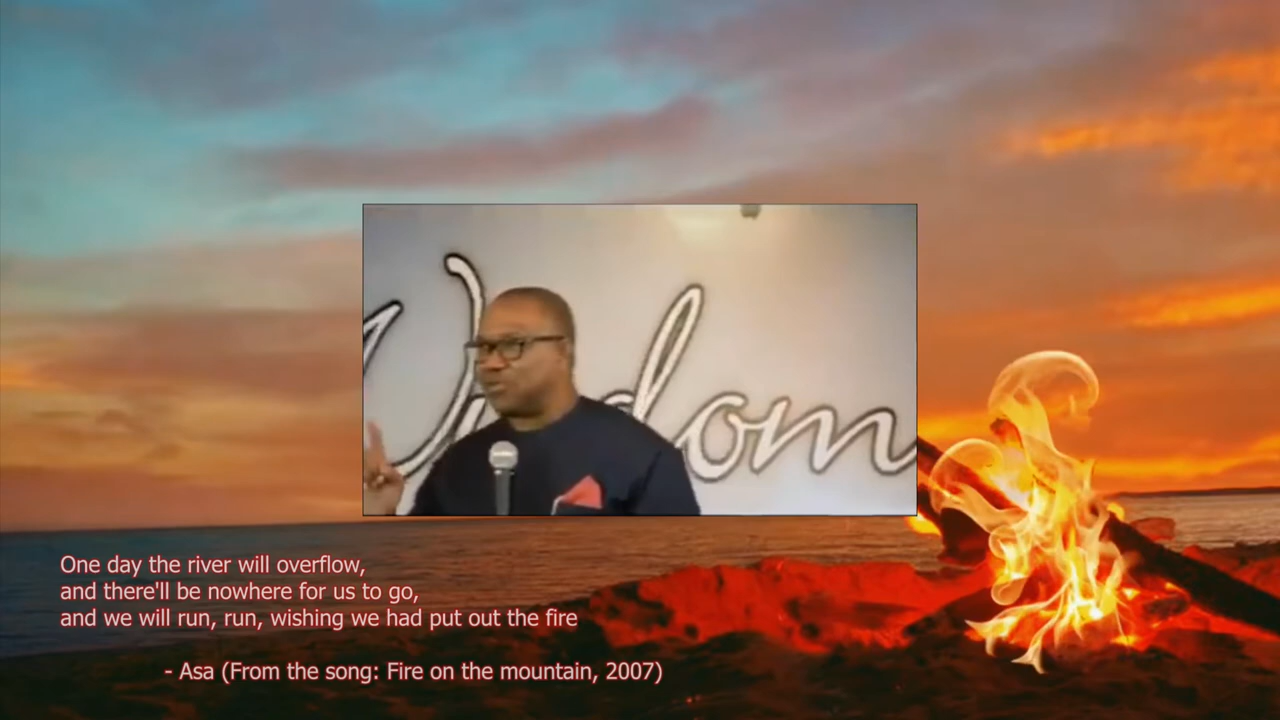 Wisdom
One day the river will overflow,
and there'll be nowhere for us to go,
and we will run, run, wishing we had put out the fire
- Asa (From the song: Fire on the mountain, 2007)